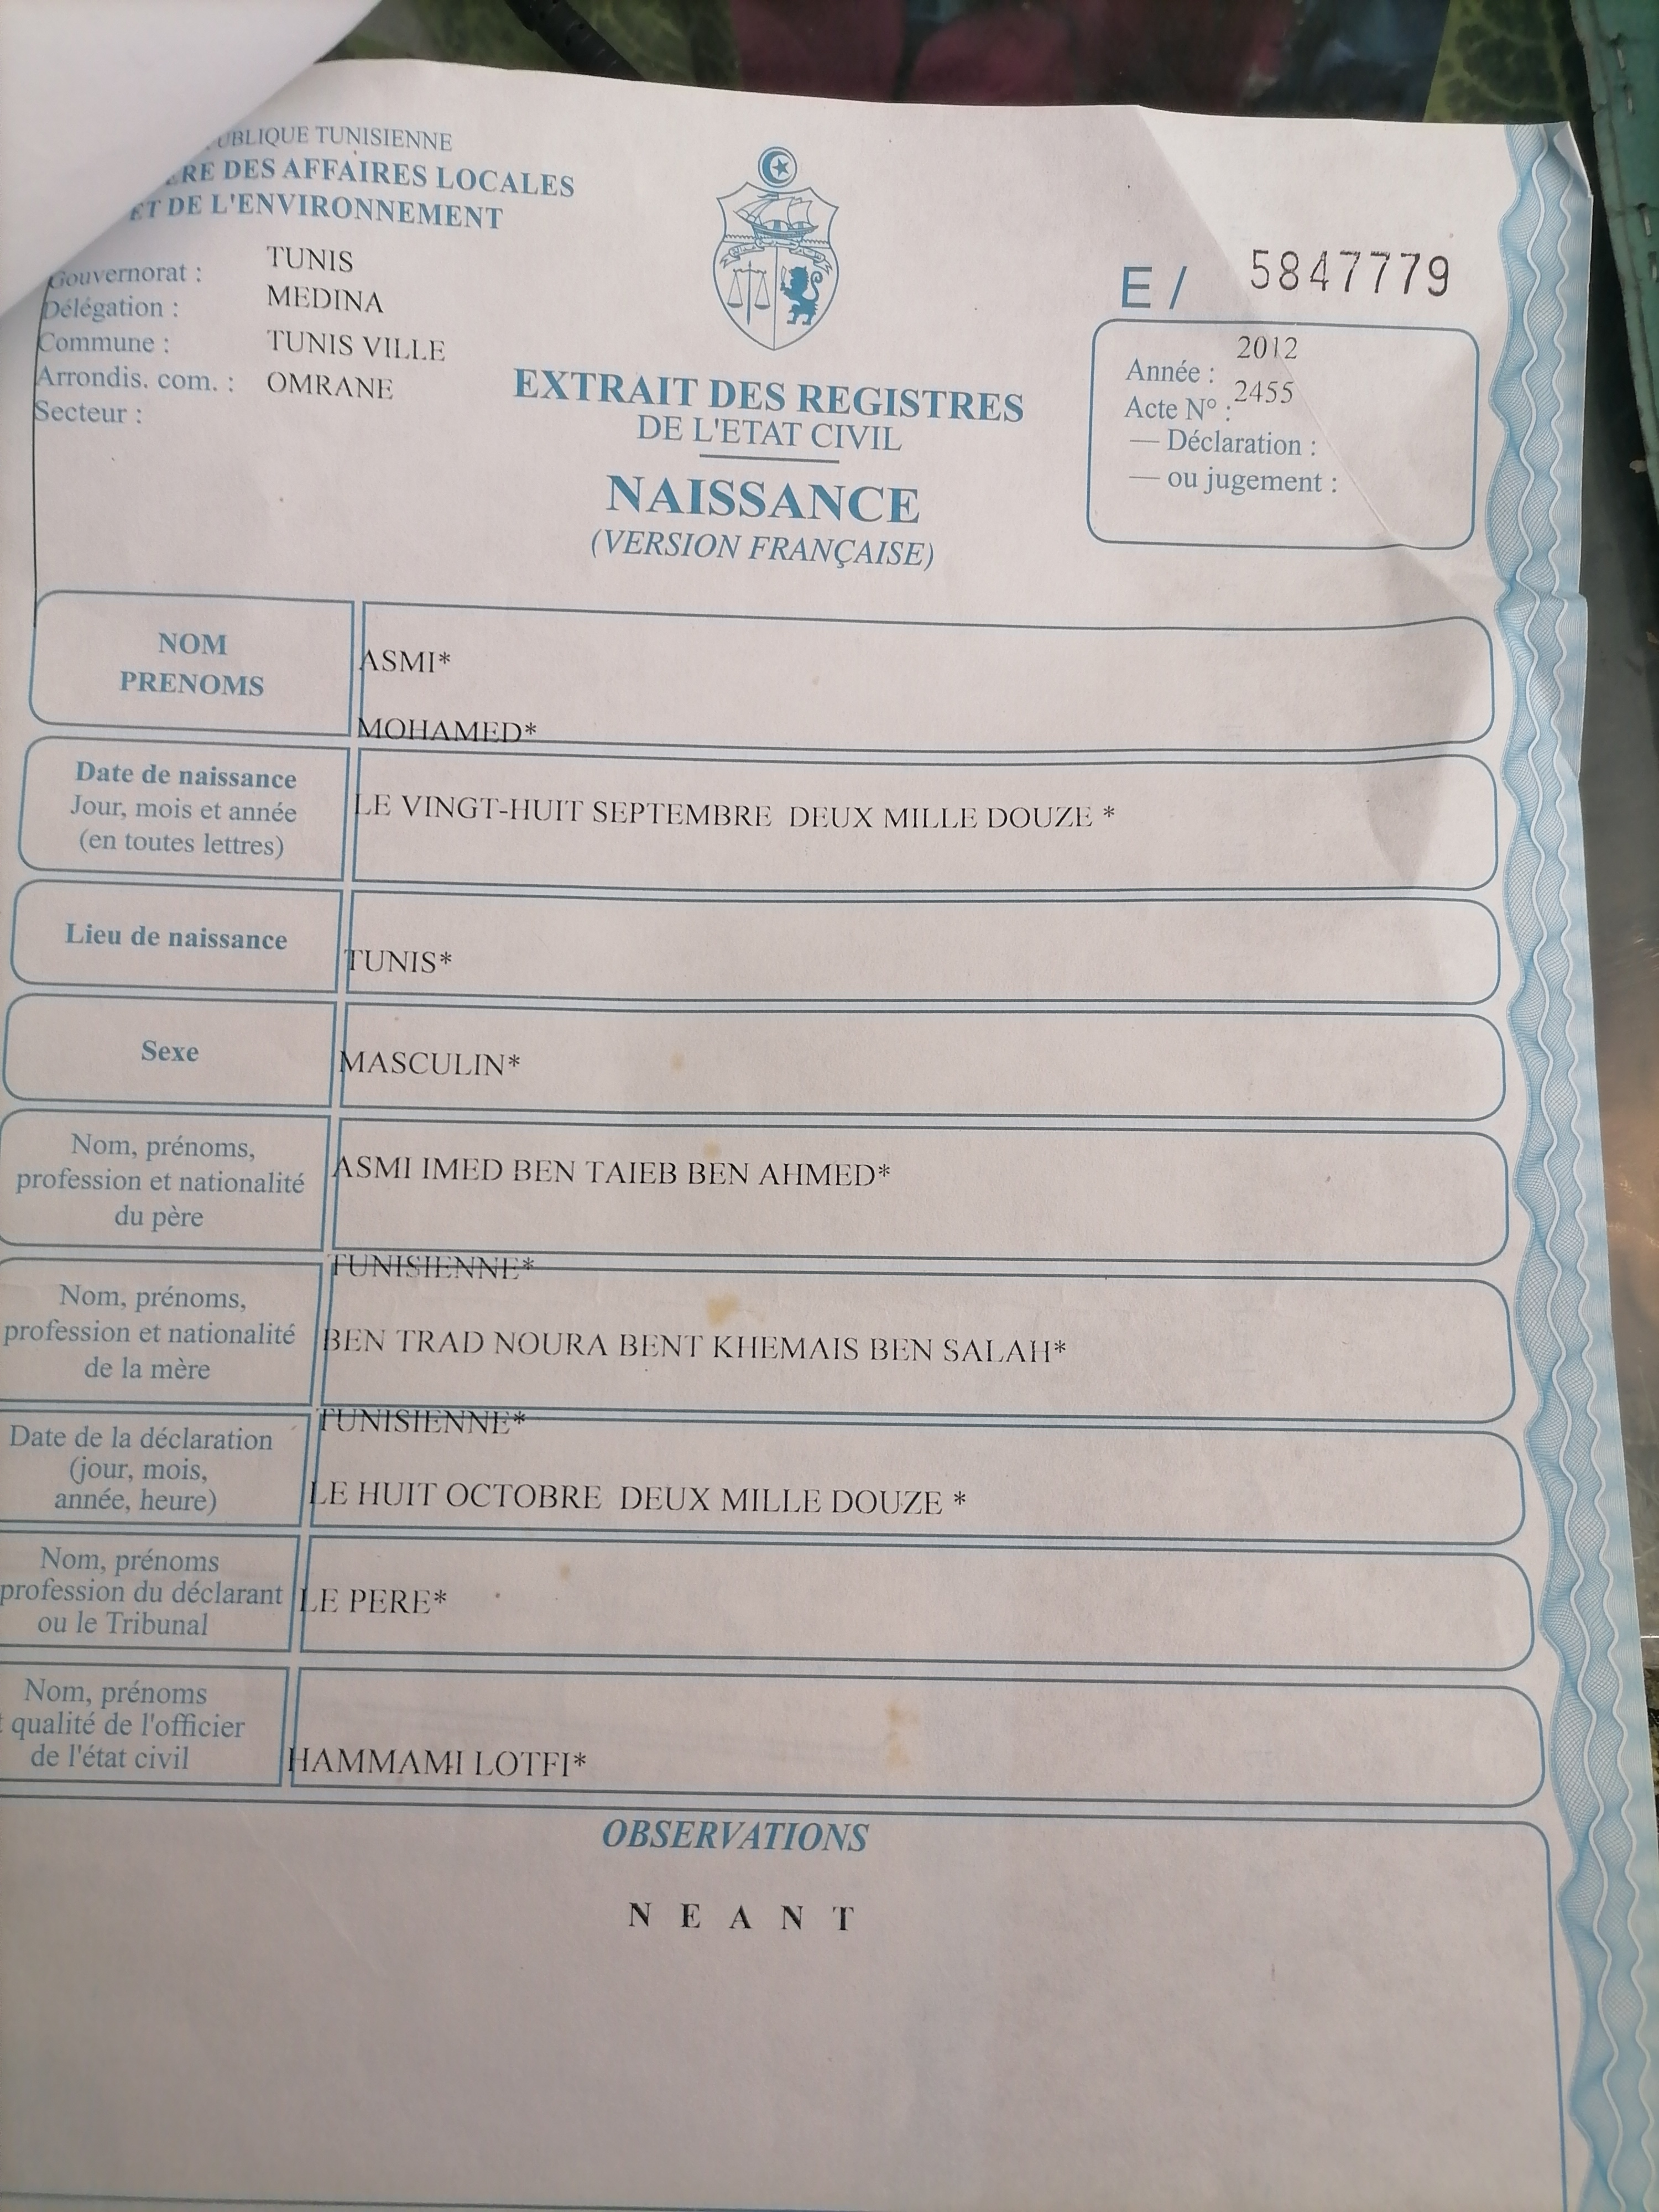 UBLIQUE TUNISIENNE
RE DES AFFAIRES LOCALES
ET DE L'ENVIRONNEMENT
Gouvernorat : TUNIS
Délégation : MEDINA
Commune : TUNIS VILLE
Arrondis. com. : OMRANE
Secteur :
E / 5847779
Année : 2012
Acte N° : 2455
— Déclaration :
— ou jugement :
EXTRAIT DES REGISTRES
DE L'ETAT CIVIL
NAISSANCE
(VERSION FRANÇAISE)
NOM
PRENOMS
ASMI*
MOHAMED*
Date de naissance
Jour, mois et année
(en toutes lettres)
LE VINGT-HUIT SEPTEMBRE DEUX MILLE DOUZE *
Lieu de naissance
TUNIS*
Sexe
MASCULIN*
Nom, prénoms,
profession et nationalité
du père
ASMI IMED BEN TAIEB BEN AHMED*
TUNISIENNE*
Nom, prénoms,
profession et nationalité
de la mère
BEN TRAD NOURA BENT KHEMAIS BEN SALAH*
TUNISIENNE*
Date de la déclaration
(jour, mois,
année, heure)
LE HUIT OCTOBRE DEUX MILLE DOUZE *
Nom, prénoms
profession du déclarant
ou le Tribunal
LE PERE*
Nom, prénoms
t qualité de l'officier
de l'état civil
HAMMAMI LOTFI*
OBSERVATIONS
N E A N T